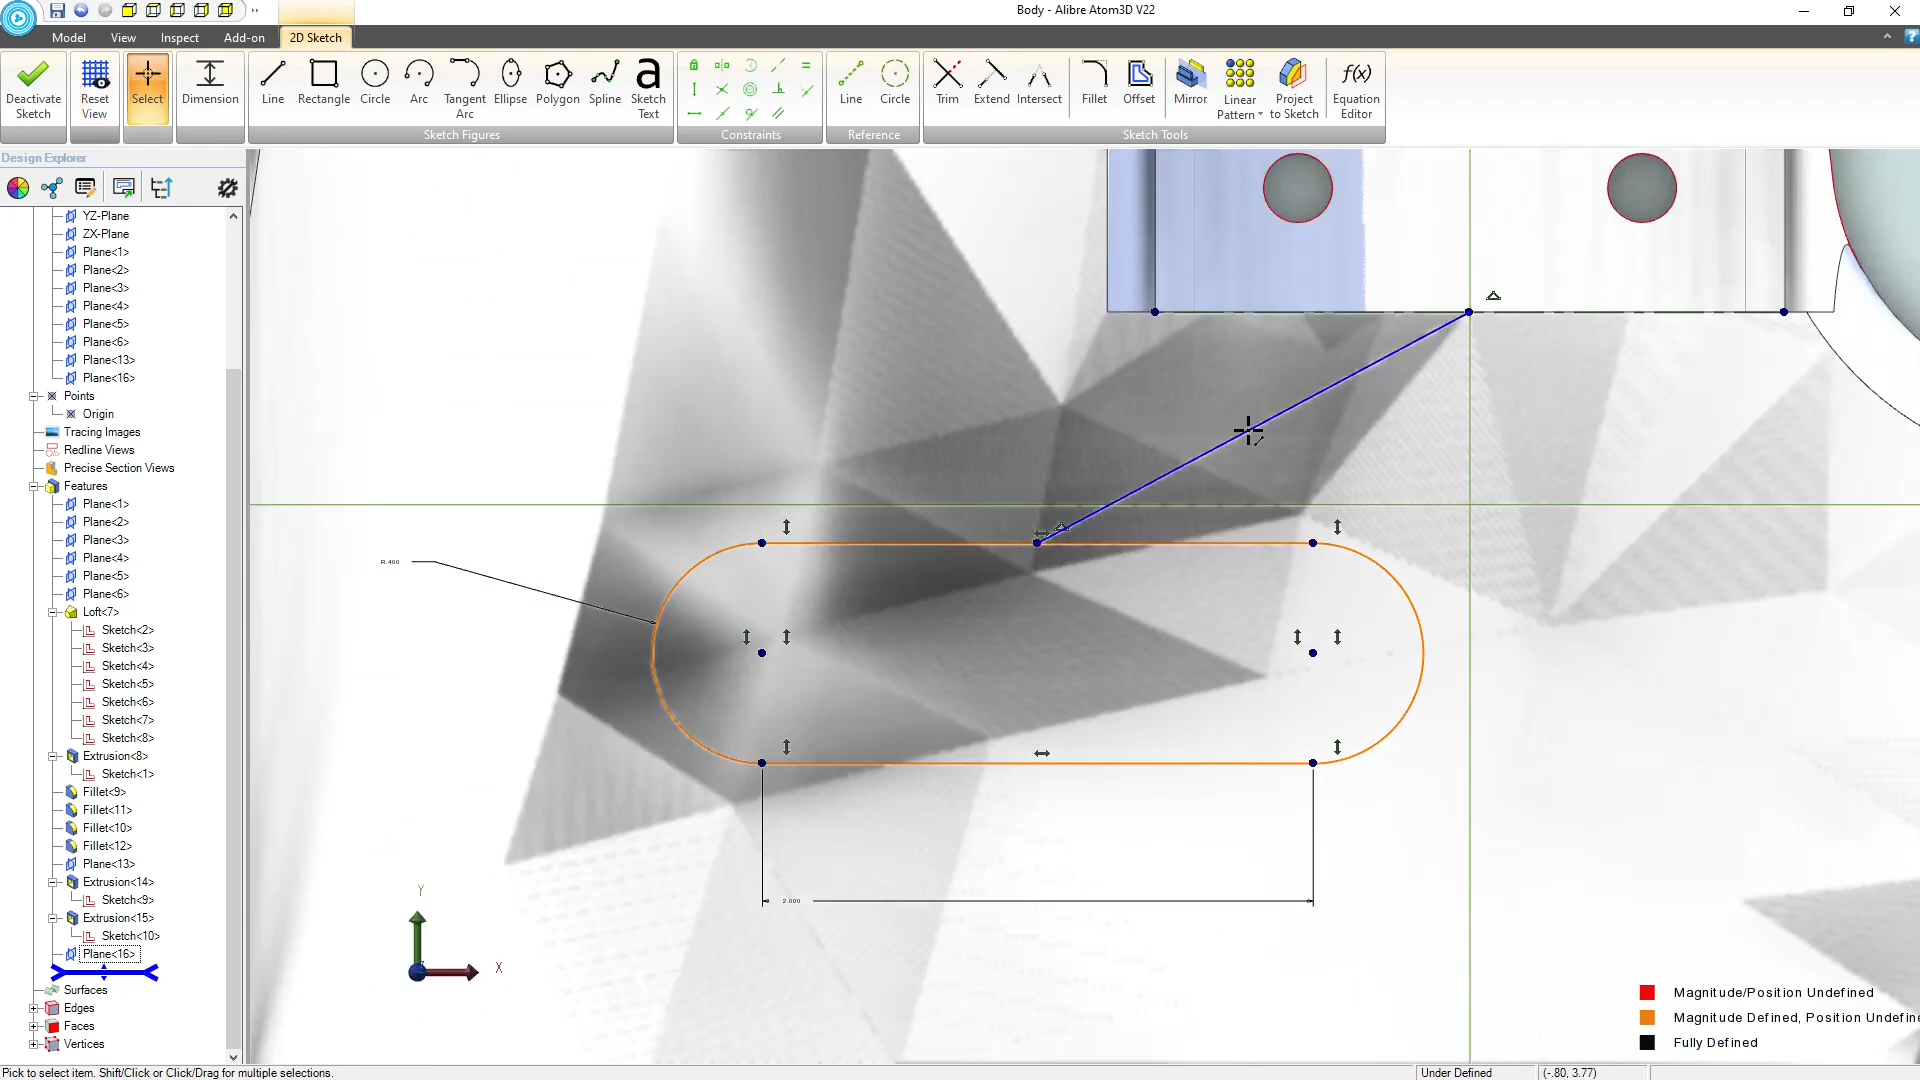 Body - Alibre Atom3D V22
Model View Inspect Add-on 2D Sketch
Deactivate Sketch
Reset View
Select
Dimension
Line
Rectangle
Circle
Arc
Tangent Arc
Ellipse
Polygon
Spline
Sketch Text
Sketch Figures
Constraints
Line
Circle
Reference
Trim
Extend
Intersect
Fillet
Offset
Mirror
Linear Pattern
Project to Sketch
f(x)
Equation Editor
Sketch Tools
Design Explorer
YZ-Plane
ZX-Plane
Plane<1>
Plane<2>
Plane<3>
Plane<4>
Plane<5>
Plane<6>
Plane<13>
Plane<16>
Points
Origin
Tracing Images
Redline Views
Precise Section Views
Features
Plane<1>
Plane<2>
Plane<3>
Plane<4>
Plane<5>
Plane<6>
Loft<7>
Sketch<2>
Sketch<3>
Sketch<4>
Sketch<5>
Sketch<6>
Sketch<7>
Sketch<8>
Extrusion<8>
Sketch<1>
Fillet<9>
Fillet<11>
Fillet<10>
Fillet<12>
Plane<13>
Extrusion<14>
Sketch<9>
Extrusion<15>
Sketch<10>
Plane<16>
Surfaces
Edges
Faces
Vertices
R.400
2.000
Y
X
Magnitude/Position Undefined
Magnitude Defined, Position Undefine
Fully Defined
Pick to select item. Shift/Click or Click/Drag for multiple selections.
Under Defined
(-.80, 3.77)